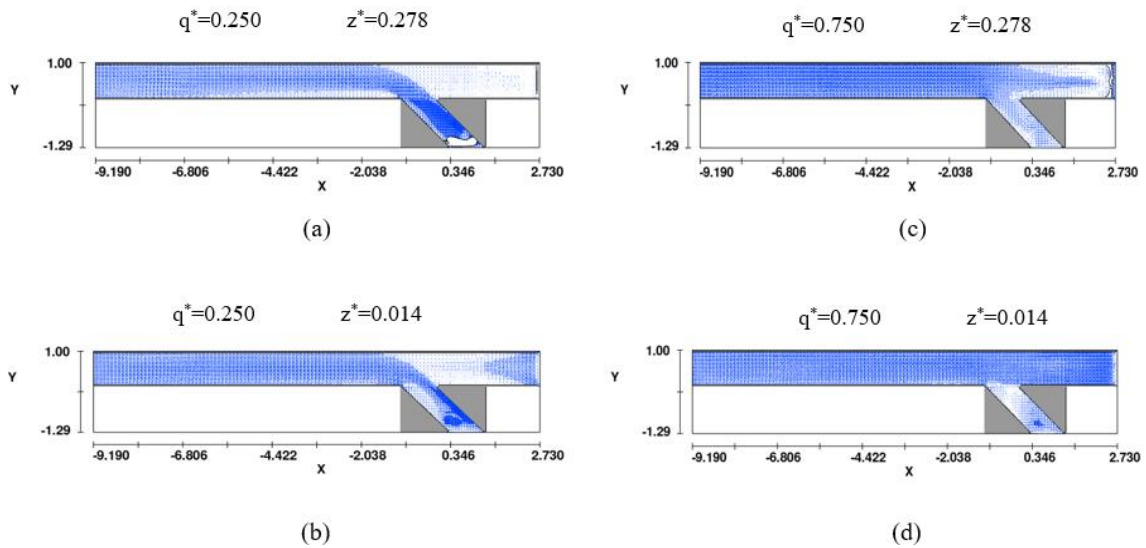 q*=0.250 z*=0.278
1.00
Y
-1.29
-9.190 -6.806 -4.422 -2.038 0.346 2.730
X
(a)
q*=0.750 z*=0.278
1.00
Y
-1.29
-9.190 -6.806 -4.422 -2.038 0.346 2.730
X
(c)
q*=0.250 z*=0.014
1.00
Y
-1.29
-9.190 -6.806 -4.422 -2.038 0.346 2.730
X
(b)
q*=0.750 z*=0.014
1.00
Y
-1.29
-9.190 -6.806 -4.422 -2.038 0.346 2.730
X
(d)